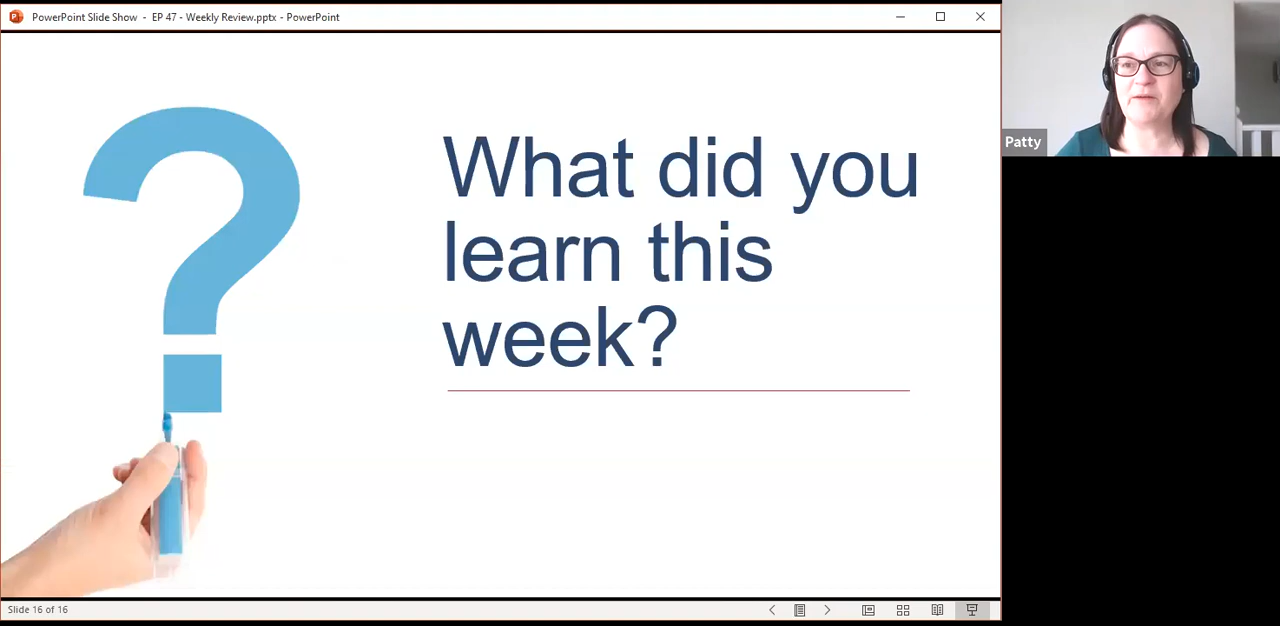 PowerPoint Slide Show - EP 47 - Weekly Review.pptx - PowerPoint
Patty
What did you
learn this
week?
Slide 16 of 16